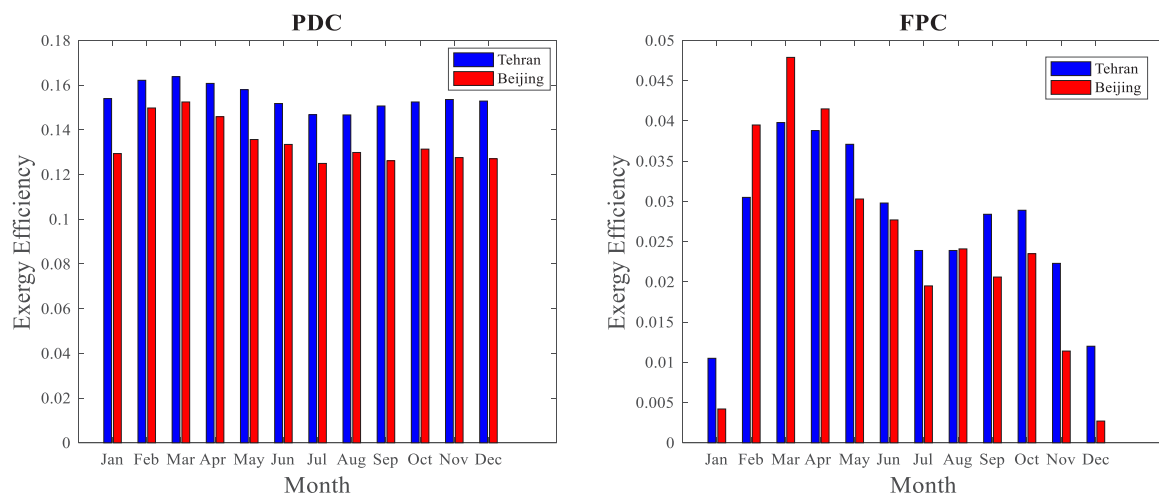 PDC
0.18
0.16
0.14
0.12
0.1
0.08
0.06
0.04
0.02
0
Exergy Efficiency
Tehran
Beijing
Jan Feb Mar Apr May Jun Jul Aug Sep Oct Nov Dec
Month
FPC
0.05
0.045
0.04
0.035
0.03
0.025
0.02
0.015
0.01
0.005
0
Exergy Efficiency
Tehran
Beijing
Jan Feb Mar Apr May Jun Jul Aug Sep Oct Nov Dec
Month